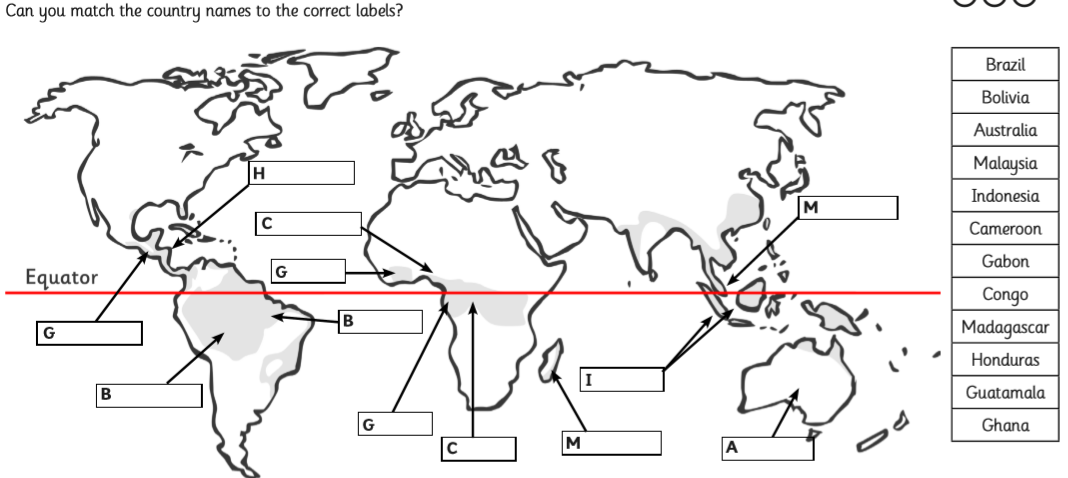 Can you match the country names to the correct labels?
H
C
G
Equator
G
B
B
G
C
M
I
M
A
Brazil
Bolivia
Australia
Malaysia
Indonesia
Cameroon
Gabon
Congo
Madagascar
Honduras
Guatamala
Ghana